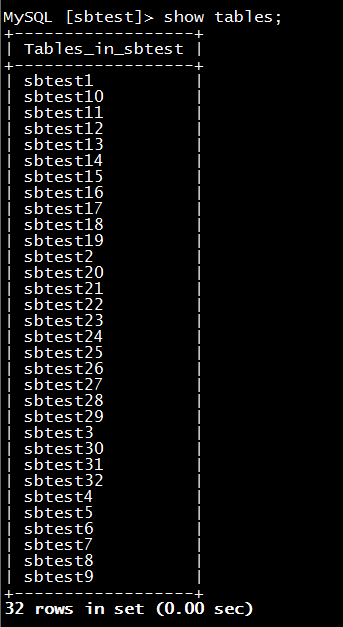 MySQL [sbtest]> show tables;
+------------------+
| Tables_in_sbtest |
+------------------+
| sbtest1          |
| sbtest10         |
| sbtest11         |
| sbtest12         |
| sbtest13         |
| sbtest14         |
| sbtest15         |
| sbtest16         |
| sbtest17         |
| sbtest18         |
| sbtest19         |
| sbtest2          |
| sbtest20         |
| sbtest21         |
| sbtest22         |
| sbtest23         |
| sbtest24         |
| sbtest25         |
| sbtest26         |
| sbtest27         |
| sbtest28         |
| sbtest29         |
| sbtest3          |
| sbtest30         |
| sbtest31         |
| sbtest32         |
| sbtest4          |
| sbtest5          |
| sbtest6          |
| sbtest7          |
| sbtest8          |
| sbtest9          |
+------------------+
32 rows in set (0.00 sec)